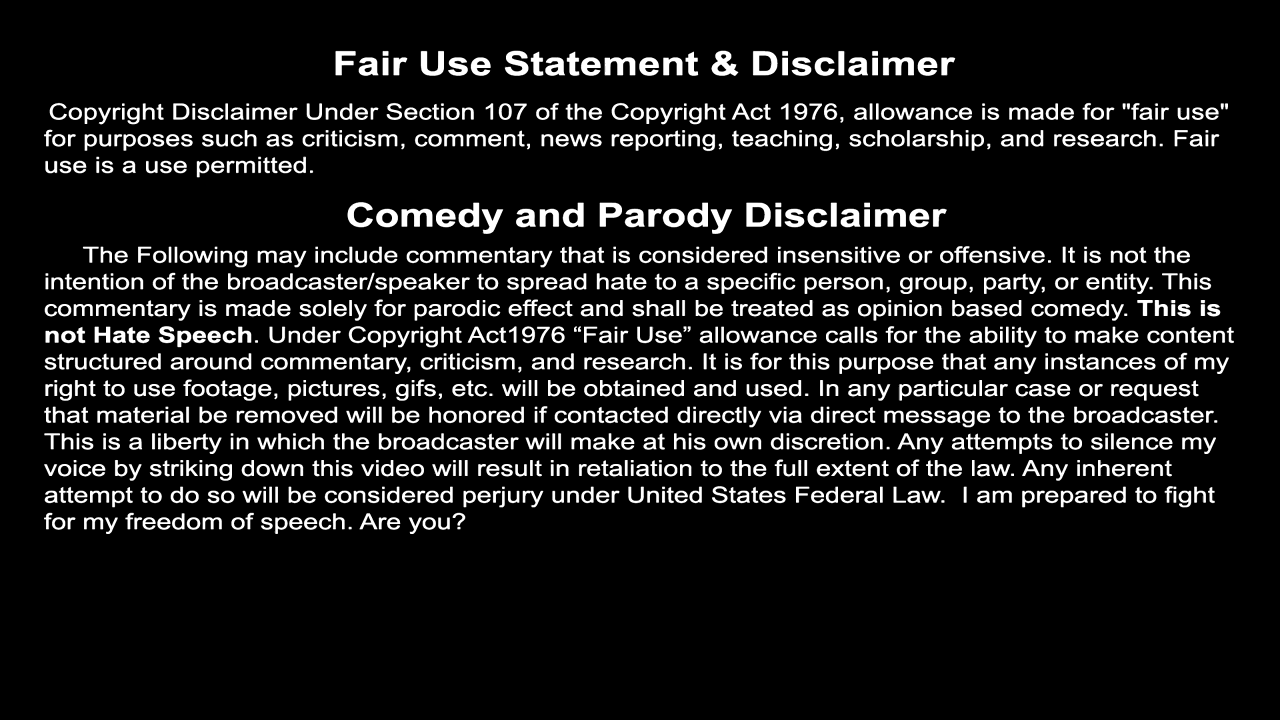 Fair Use Statement & Disclaimer
Copyright Disclaimer Under Section 107 of the Copyright Act 1976, allowance is made for "fair use"
for purposes such as criticism, comment, news reporting, teaching, scholarship, and research. Fair
use is a use permitted.
Comedy and Parody Disclaimer
The Following may include commentary that is considered insensitive or offensive. It is not the
intention of the broadcaster/speaker to spread hate to a specific person, group, party, or entity. This
commentary is made solely for parodic effect and shall be treated as opinion based comedy. This is
not Hate Speech. Under Copyright Act1976 “Fair Use” allowance calls for the ability to make content
structured around commentary, criticism, and research. It is for this purpose that any instances of my
right to use footage, pictures, gifs, etc. will be obtained and used. In any particular case or request
that material be removed will be honored if contacted directly via direct message to the broadcaster.
This is a liberty in which the broadcaster will make at his own discretion. Any attempts to silence my
voice by striking down this video will result in retaliation to the full extent of the law. Any inherent
attempt to do so will be considered perjury under United States Federal Law.  I am prepared to fight
for my freedom of speech. Are you?